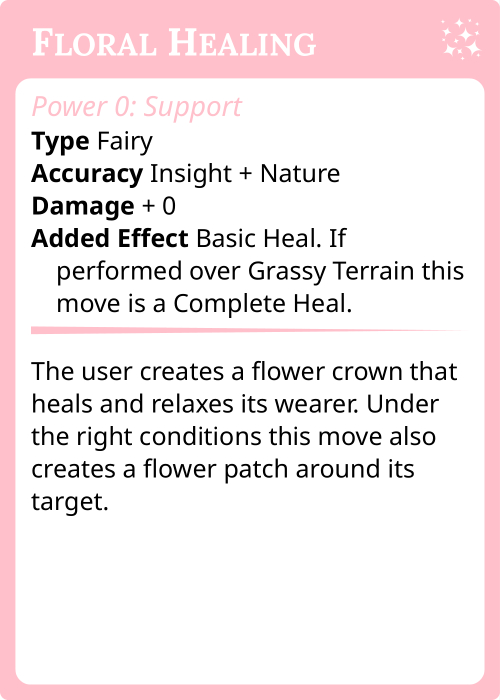 Floral Healing
Power 0: Support
Type Fairy
Accuracy Insight + Nature
Damage + 0
Added Effect Basic Heal. If
performed over Grassy Terrain this
move is a Complete Heal.
The user creates a flower crown that
heals and relaxes its wearer. Under
the right conditions this move also
creates a flower patch around its
target.